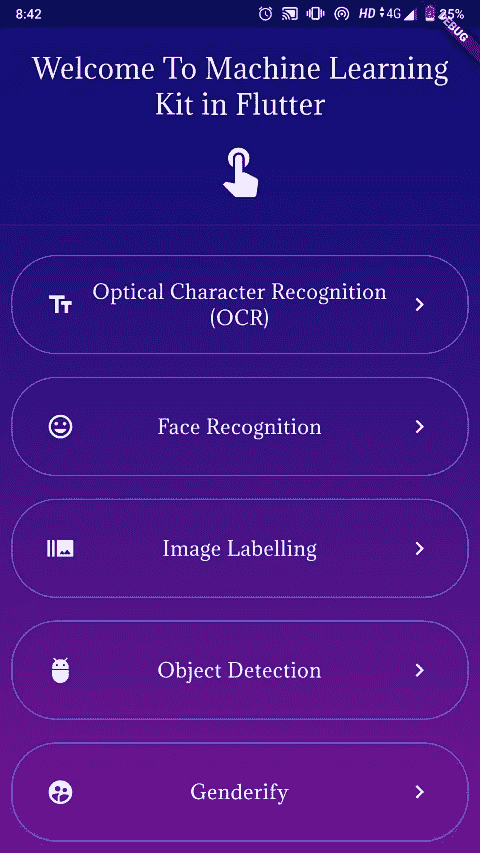 8:42 HD 4G 25%
DEBUG
Welcome To Machine Learning
Kit in Flutter
Optical Character Recognition
(OCR)
Face Recognition
Image Labelling
Object Detection
Genderify